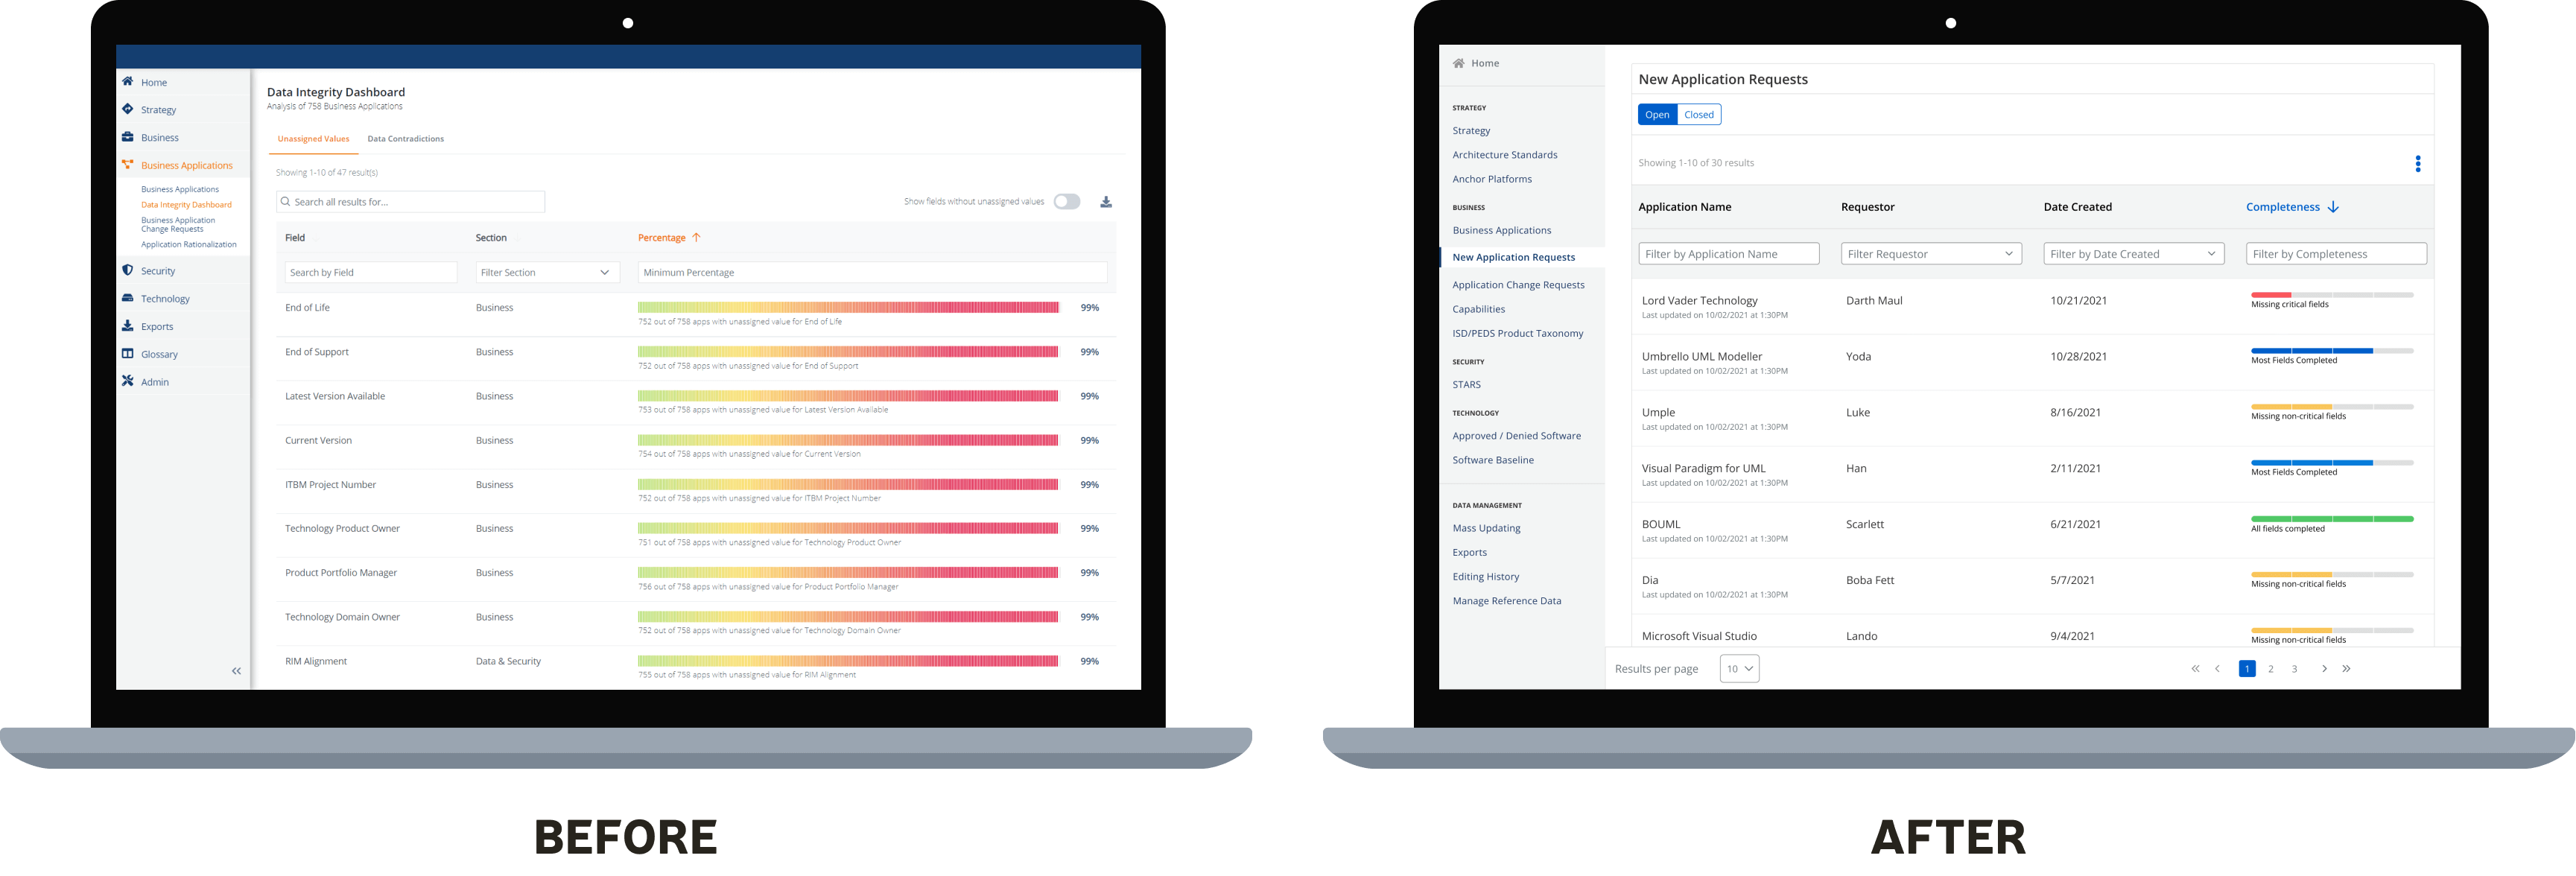 Home
Strategy
Business
Business Applications
Business Applications
Data Integrity Dashboard
Business Application
Change Requests
Application Rationalization
Security
Technology
Exports
Glossary
Admin
Data Integrity Dashboard
Analysis of 758 Business Applications
Unassigned Values Data Contradictions
Showing 1-10 of 47 result(s)
Search all results for... Show fields without unassigned values
Field Section Percentage
Search by Field Filter Section Minimum Percentage
End of Life Business 99%
752 out of 758 apps with unassigned value for End of Life
End of Support Business 99%
752 out of 758 apps with unassigned value for End of Support
Latest Version Available Business 99%
753 out of 758 apps with unassigned value for Latest Version Available
Current Version Business 99%
754 out of 758 apps with unassigned value for Current Version
ITBM Project Number Business 99%
752 out of 758 apps with unassigned value for ITBM Project Number
Technology Product Owner Business 99%
751 out of 758 apps with unassigned value for Technology Product Owner
Product Portfolio Manager Business 99%
756 out of 758 apps with unassigned value for Product Portfolio Manager
Technology Domain Owner Business 99%
752 out of 758 apps with unassigned value for Technology Domain Owner
RIM Alignment Data & Security 99%
755 out of 758 apps with unassigned value for RIM Alignment
BEFORE
Home
STRATEGY
Strategy
Architecture Standards
Anchor Platforms
BUSINESS
Business Applications
New Application Requests
Application Change Requests
Capabilities
ISD/PEDS Product Taxonomy
SECURITY
STARS
TECHNOLOGY
Approved / Denied Software
Software Baseline
DATA MANAGEMENT
Mass Updating
Exports
Editing History
Manage Reference Data
New Application Requests
Open Closed
Showing 1-10 of 30 results
Application Name Requestor Date Created Completeness
Filter by Application Name Filter Requestor Filter by Date Created Filter by Completeness
Lord Vader Technology Darth Maul 10/21/2021
Last updated on 10/02/2021 at 1:30PM Missing critical fields
Umbrello UML Modeller Yoda 10/28/2021
Last updated on 10/02/2021 at 1:30PM Most Fields Completed
Umple Luke 8/16/2021
Last updated on 10/02/2021 at 1:30PM Missing non-critical fields
Visual Paradigm for UML Han 2/11/2021
Last updated on 10/02/2021 at 1:30PM Most Fields Completed
BOUML Scarlett 6/21/2021
Last updated on 10/02/2021 at 1:30PM All fields completed
Dia Boba Fett 5/7/2021
Last updated on 10/02/2021 at 1:30PM Missing non-critical fields
Microsoft Visual Studio Lando 9/4/2021
Missing non-critical fields
Results per page 10 « ‹ 1 2 3 › »
AFTER